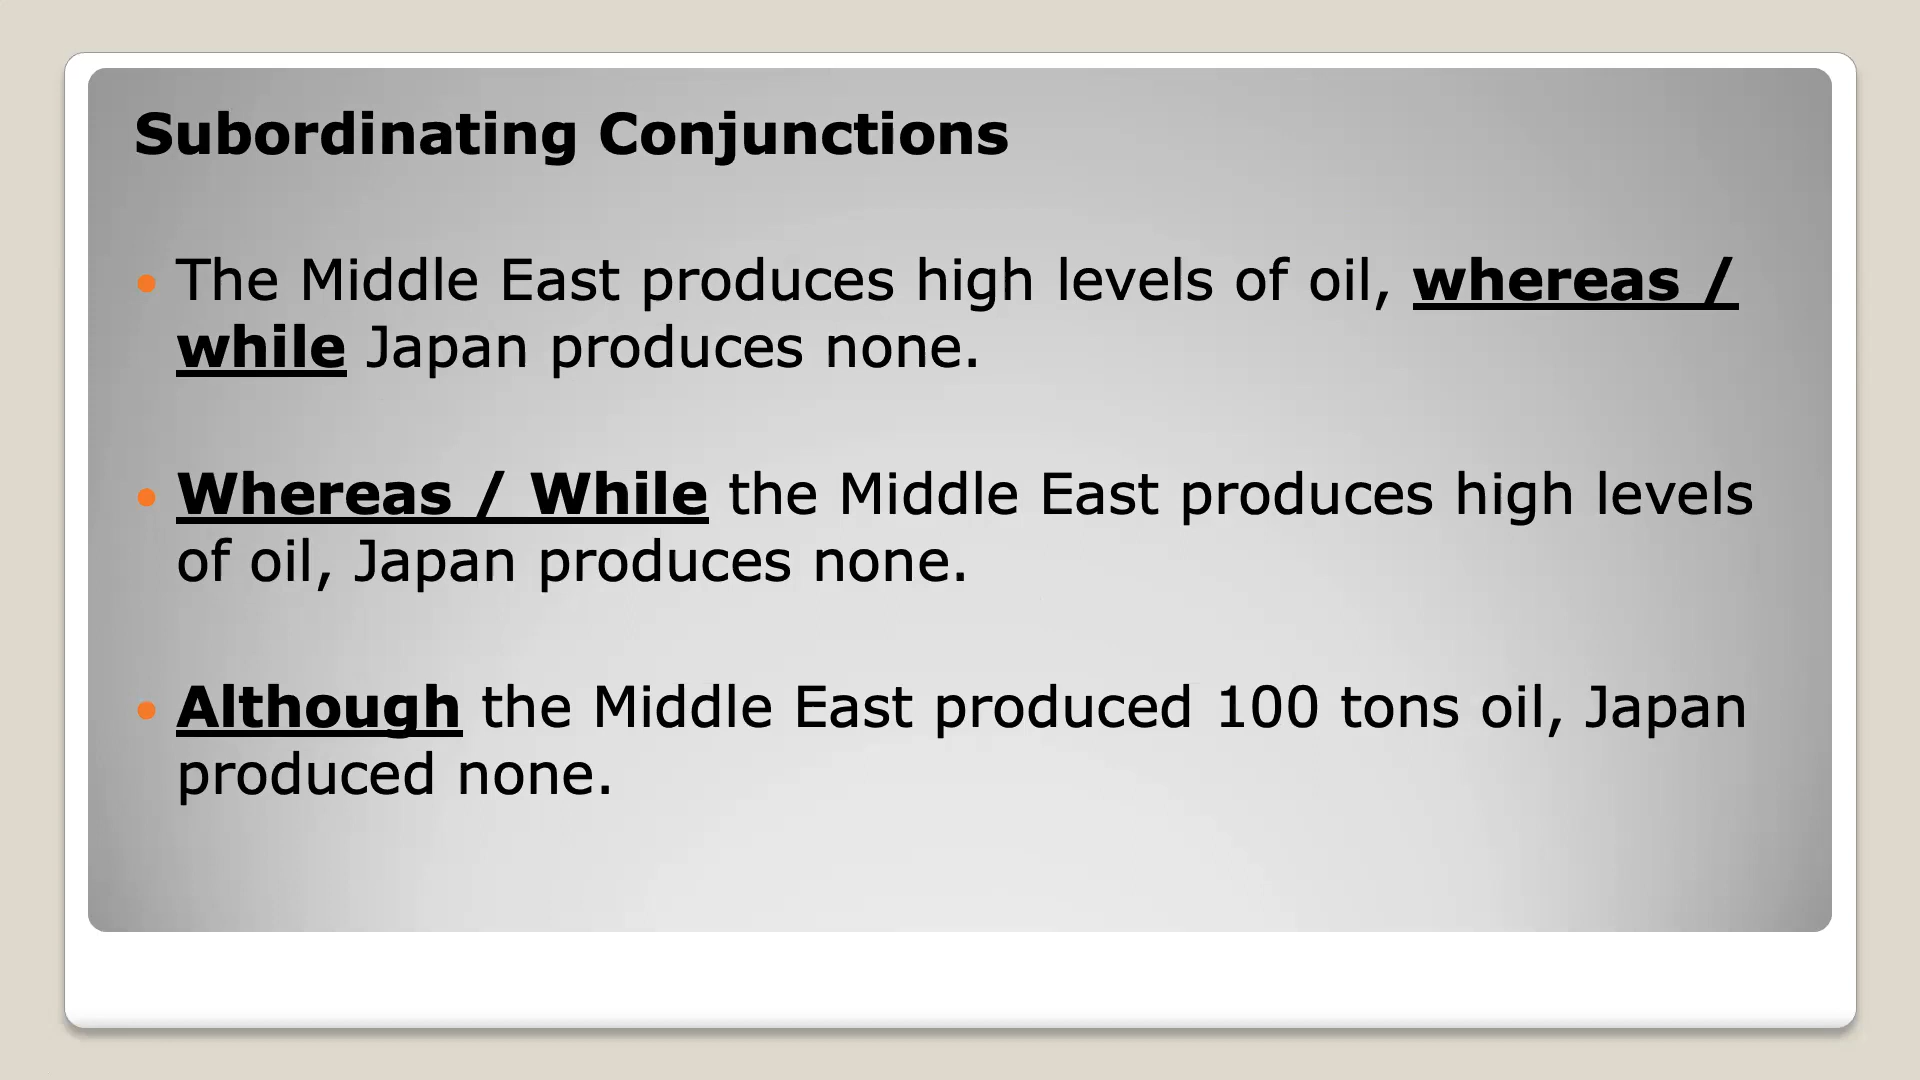 Subordinating Conjunctions
• The Middle East produces high levels of oil, whereas /
while Japan produces none.
• Whereas / While the Middle East produces high levels
of oil, Japan produces none.
• Although the Middle East produced 100 tons oil, Japan
produced none.